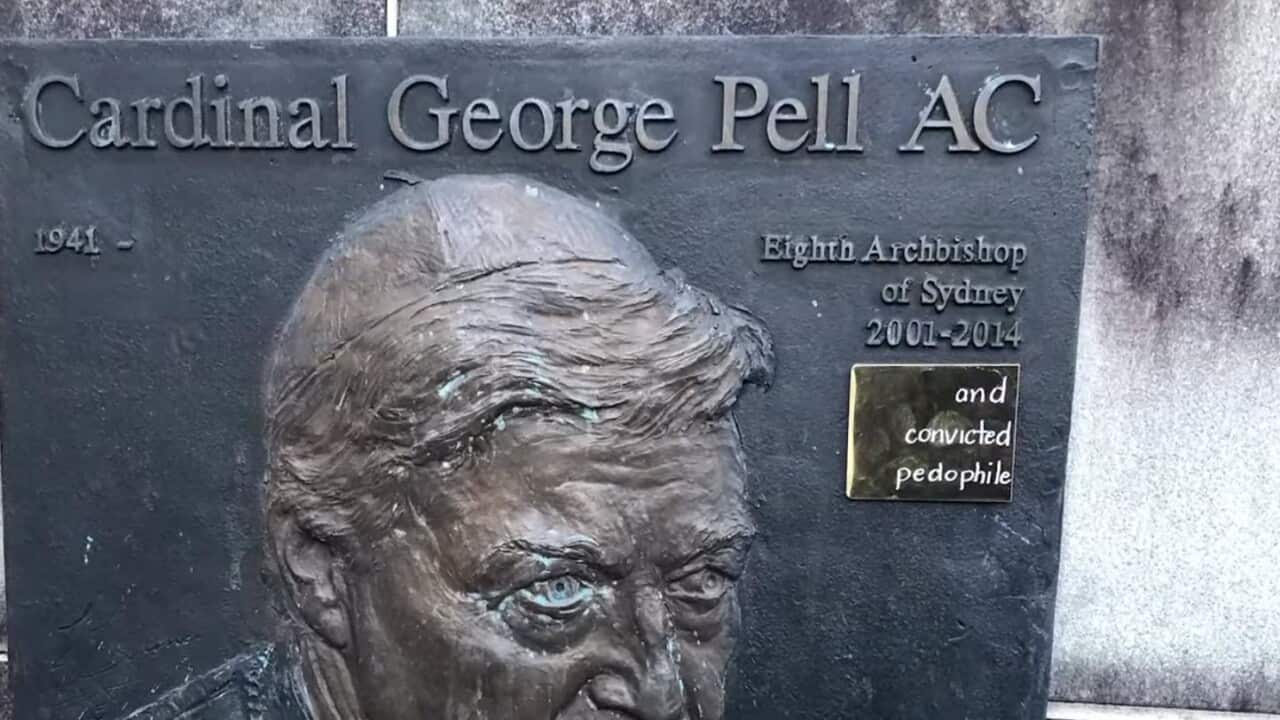 Cardinal George Pell AC
1941 -
Eighth Archbishop
of Sydney
2001-2014
and
convicted
pedophile